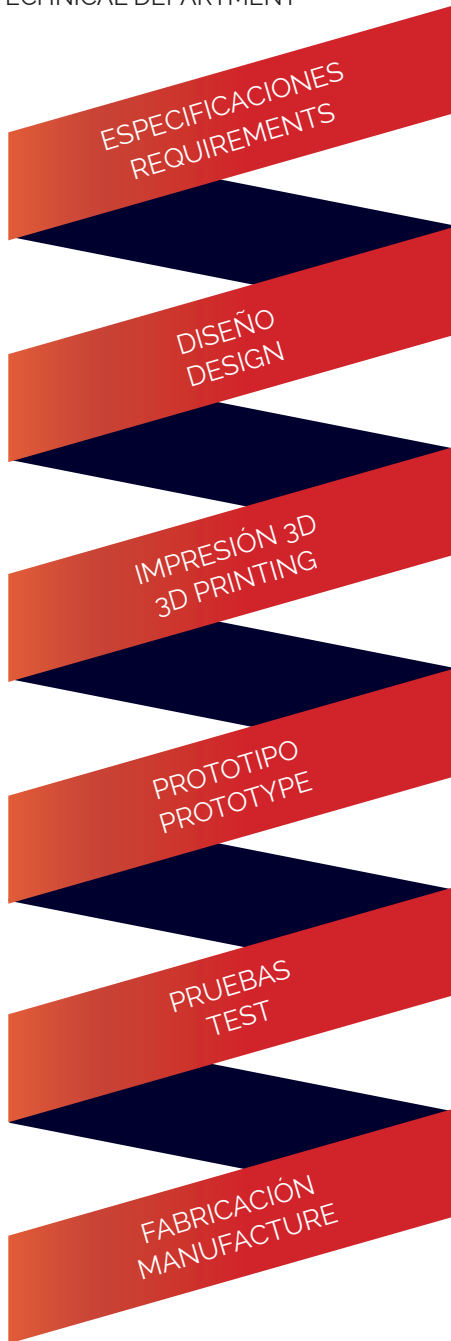 ESPECIFICACIONES
REQUIREMENTS
DISEÑO
DESIGN
IMPRESIÓN 3D
3D PRINTING
PROTOTIPO
PROTOTYPE
PRUEBAS
TEST
FABRICACIÓN
MANUFACTURE